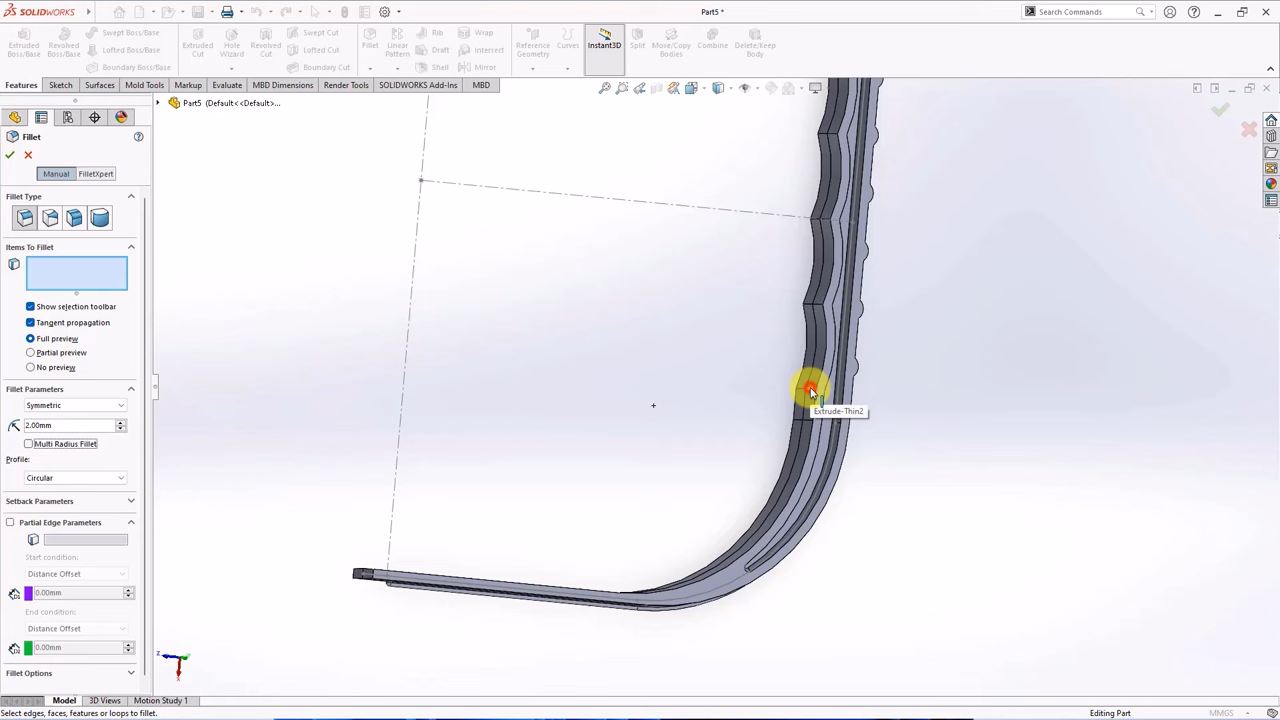 SOLIDWORKS
Part5 *
Search Commands
Extruded Boss/Base
Revolved Boss/Base
Swept Boss/Base
Lofted Boss/Base
Boundary Boss/Base
Extruded Cut
Hole Wizard
Revolved Cut
Swept Cut
Lofted Cut
Boundary Cut
Fillet
Linear Pattern
Rib
Draft
Shell
Wrap
Intersect
Mirror
Reference Geometry
Curves
Instant3D
Split
Move/Copy Bodies
Combine
Delete/Keep Body
Features Sketch Surfaces Mold Tools Markup Evaluate MBD Dimensions Render Tools SOLIDWORKS Add-Ins MBD
Part5 (Default<<Default>...
Fillet
Manual FilletXpert
Fillet Type
Items To Fillet
Show selection toolbar
Tangent propagation
Full preview
Partial preview
No preview
Fillet Parameters
Symmetric
2.00mm
Multi Radius Fillet
Profile:
Circular
Setback Parameters
Partial Edge Parameters
Start condition:
Distance Offset
0.00mm
End condition:
Distance Offset
0.00mm
Fillet Options
Extrude-Thin2
z
x
Model 3D Views Motion Study 1
Select edges, faces, features or loops to fillet.
Editing Part
MMGS